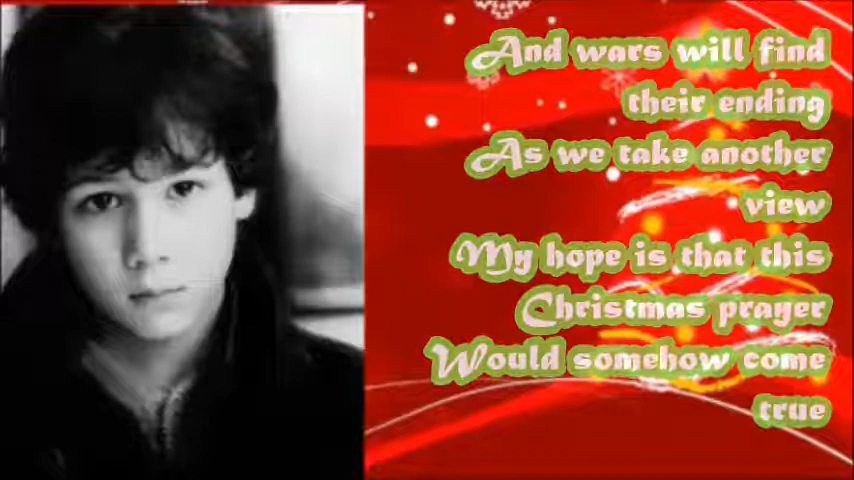 And wars will find
their ending
As we take another
view
My hope is that this
Christmas prayer
Would somehow come
true